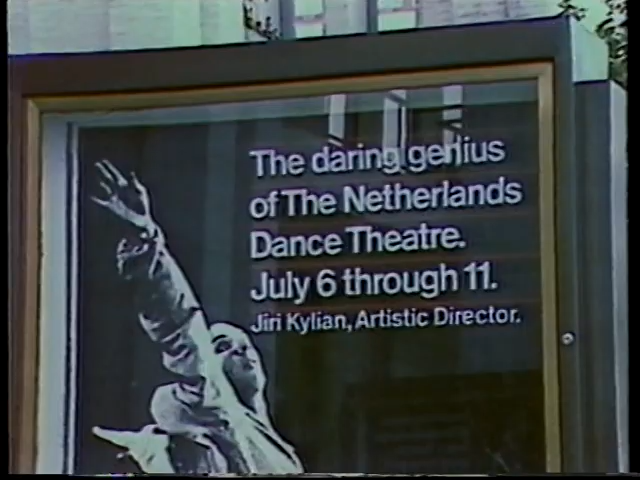 The daring genius
of The Netherlands
Dance Theatre.
July 6 through 11.
Jiri Kylian, Artistic Director.